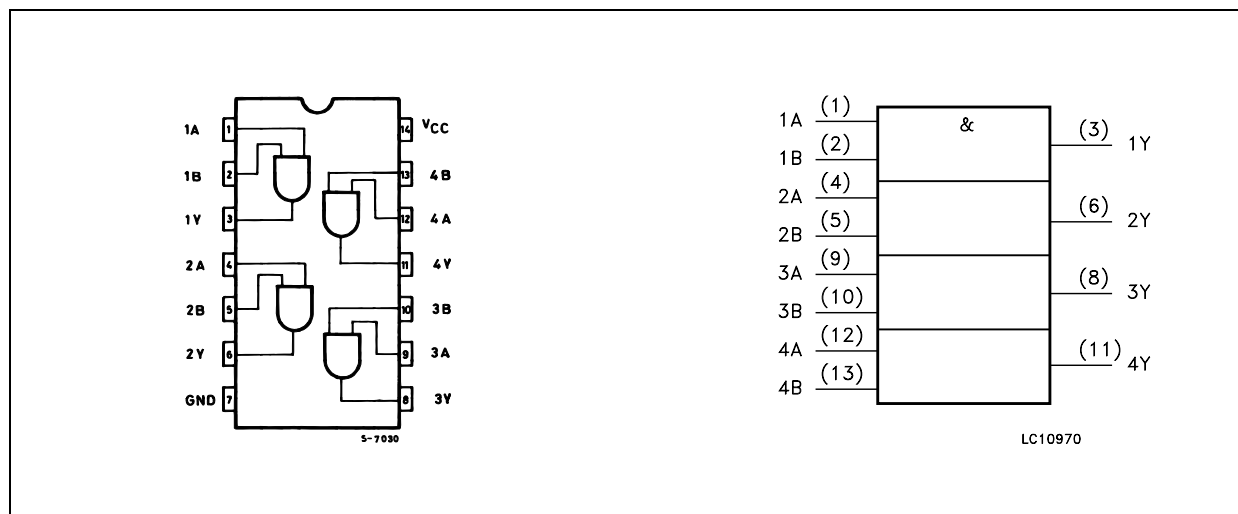 1A 1 14 VCC
1B 2 13 4B
1Y 3 12 4A
2A 4 11 4Y
2B 5 10 3B
2Y 6 9 3A
GND 7 8 3Y
S-7030
&
1A (1)
1B (2)
2A (4)
2B (5)
3A (9)
3B (10)
4A (12)
4B (13)
(3) 1Y
(6) 2Y
(8) 3Y
(11) 4Y
LC10970